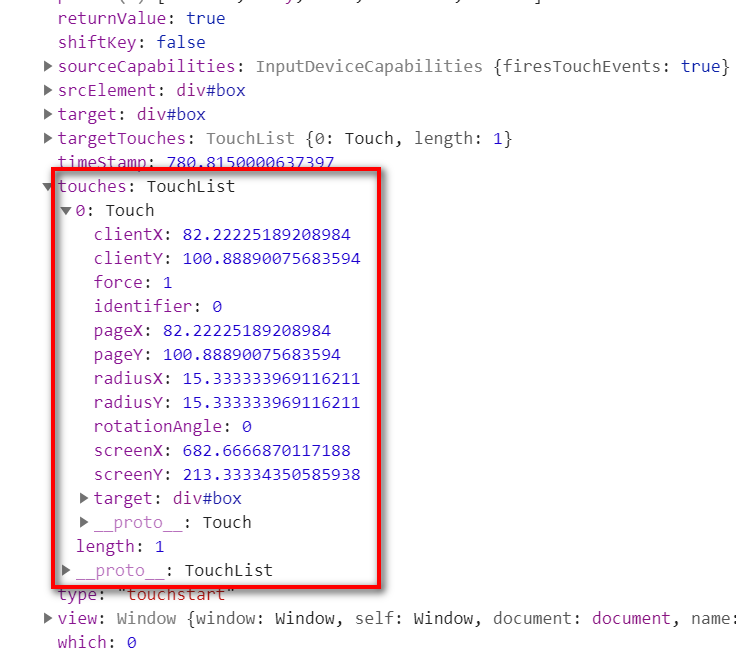 returnValue: true
shiftKey: false
sourceCapabilities: InputDeviceCapabilities {firesTouchEvents: true}
srcElement: div#box
target: div#box
targetTouches: TouchList {0: Touch, length: 1}
timeStamp: 780.8150000637397
touches: TouchList
0: Touch
clientX: 82.22225189208984
clientY: 100.88890075683594
force: 1
identifier: 0
pageX: 82.22225189208984
pageY: 100.88890075683594
radiusX: 15.333333969116211
radiusY: 15.333333969116211
rotationAngle: 0
screenX: 682.6666870117188
screenY: 213.33334350585938
target: div#box
__proto__: Touch
length: 1
__proto__: TouchList
type: "touchstart"
view: Window {window: Window, self: Window, document: document, name:
which: 0